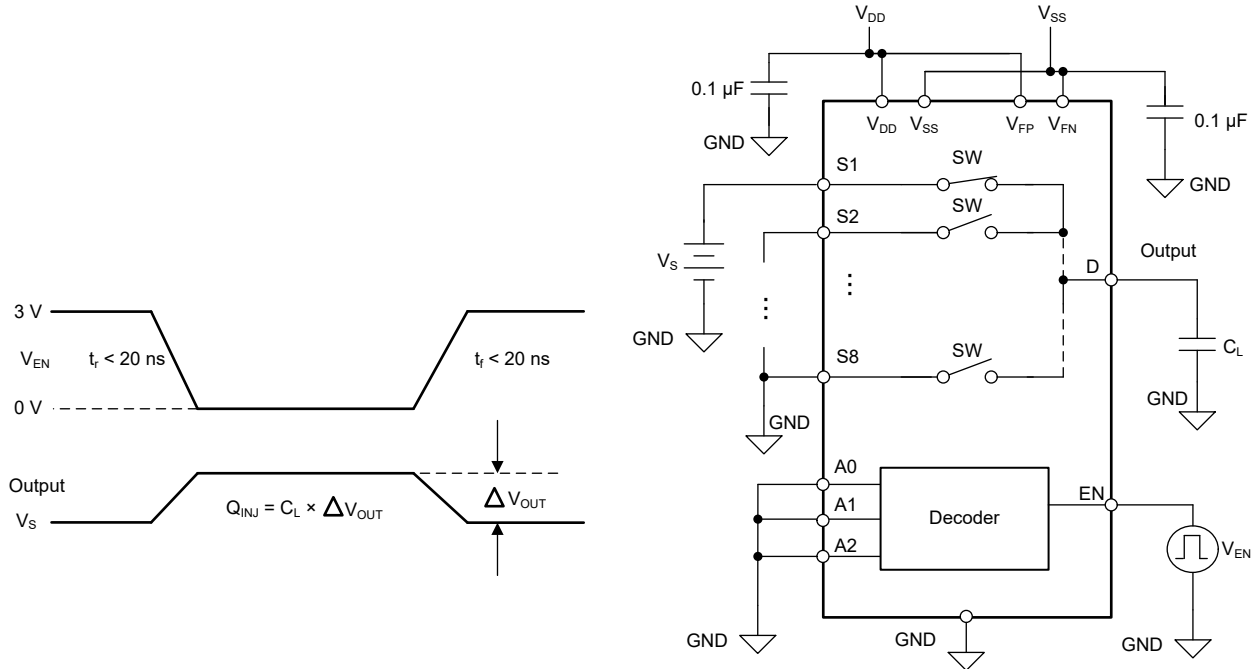 3 V
V_EN
t_r < 20 ns
t_f < 20 ns
0 V
Output
V_S
Q_INJ = C_L × Δ V_OUT
Δ V_OUT
V_DD
V_SS
0.1 µF
GND
0.1 µF
GND
V_DD
V_SS
V_FP
V_FN
S1
SW
S2
SW
V_S
GND
...
...
S8
SW
GND
D
Output
C_L
GND
A0
A1
A2
Decoder
EN
V_EN
GND
GND
GND